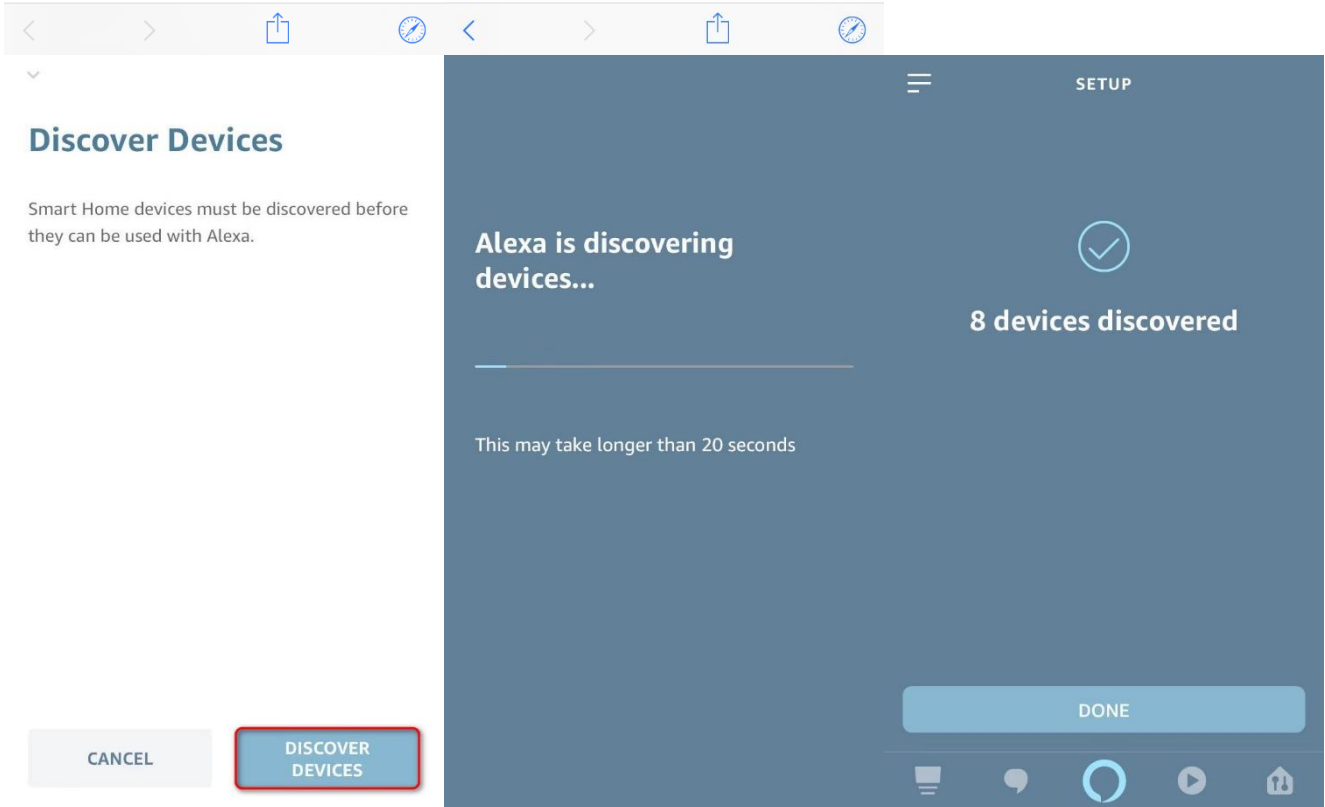 Discover Devices
Smart Home devices must be discovered before
they can be used with Alexa.
CANCEL
DISCOVER
DEVICES
Alexa is discovering
devices...
This may take longer than 20 seconds
SETUP
8 devices discovered
DONE